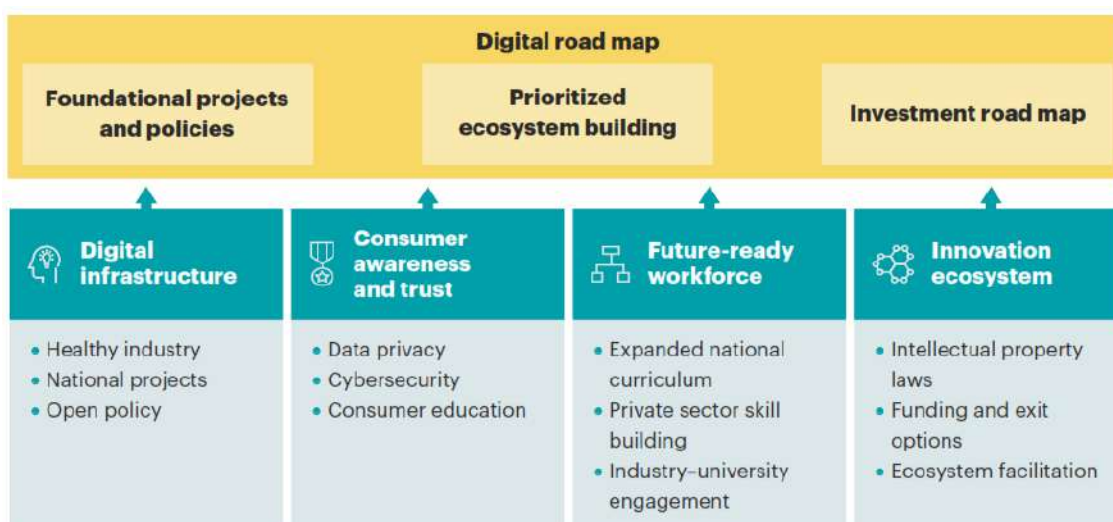 Digital road map
Foundational projects
and policies
Prioritized
ecosystem building
Investment road map
Digital
infrastructure
Consumer
awareness
and trust
Future-ready
workforce
Innovation
ecosystem
• Healthy industry
• National projects
• Open policy
• Data privacy
• Cybersecurity
• Consumer education
• Expanded national
curriculum
• Private sector skill
building
• Industry–university
engagement
• Intellectual property
laws
• Funding and exit
options
• Ecosystem facilitation